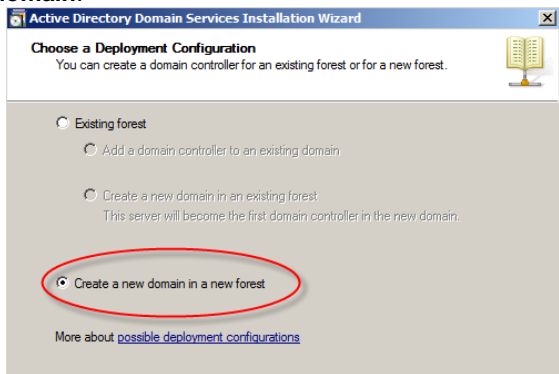 domain.
Active Directory Domain Services Installation Wizard
Choose a Deployment Configuration
You can create a domain controller for an existing forest or for a new forest.
Existing forest
Add a domain controller to an existing domain
Create a new domain in an existing forest
This server will become the first domain controller in the new domain.
Create a new domain in a new forest
More about possible deployment configurations